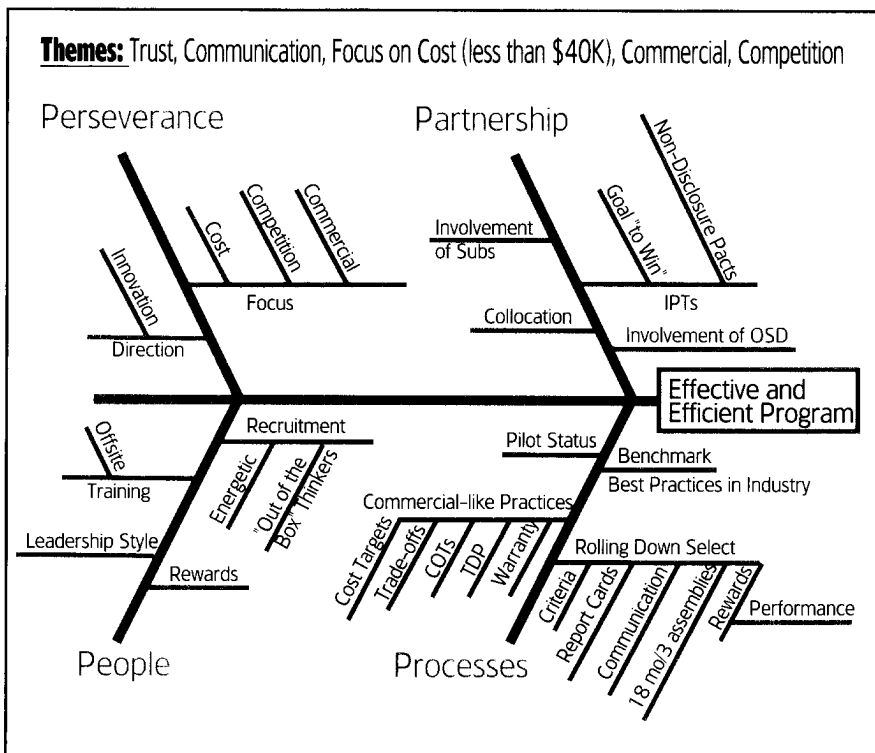 Themes: Trust, Communication, Focus on Cost (less than $40K), Commercial, Competition
Perseverance
Partnership
Cost
Competition
Commercial
Focus
Innovation
Direction
Involvement
of Subs
Goal "to Win"
Non-Disclosure Pacts
IPTs
Collocation
Involvement of OSD
Effective and
Efficient Program
Recruitment
Energetic
"Out of the
Box" Thinkers
Offsite
Training
Leadership Style
Rewards
People
Pilot Status
Benchmark
Best Practices in Industry
Commercial-like Practices
Cost Targets
Trade-offs
COTs
TDP
Warranty
Rolling Down Select
Criteria
Report Cards
Communication
18 mo/3 assemblies
Rewards
Performance
Processes